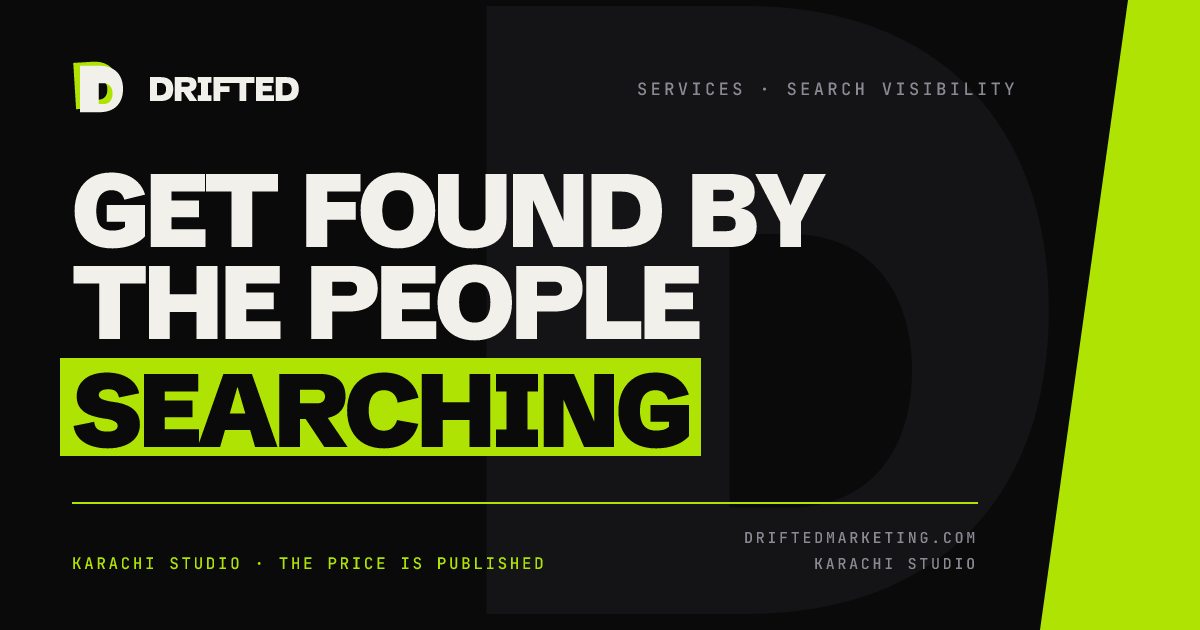 DRIFTED
SERVICES · SEARCH VISIBILITY
GET FOUND BY
THE PEOPLE
SEARCHING
KARACHI STUDIO · THE PRICE IS PUBLISHED
DRIFTEDMARKETING.COM
KARACHI STUDIO